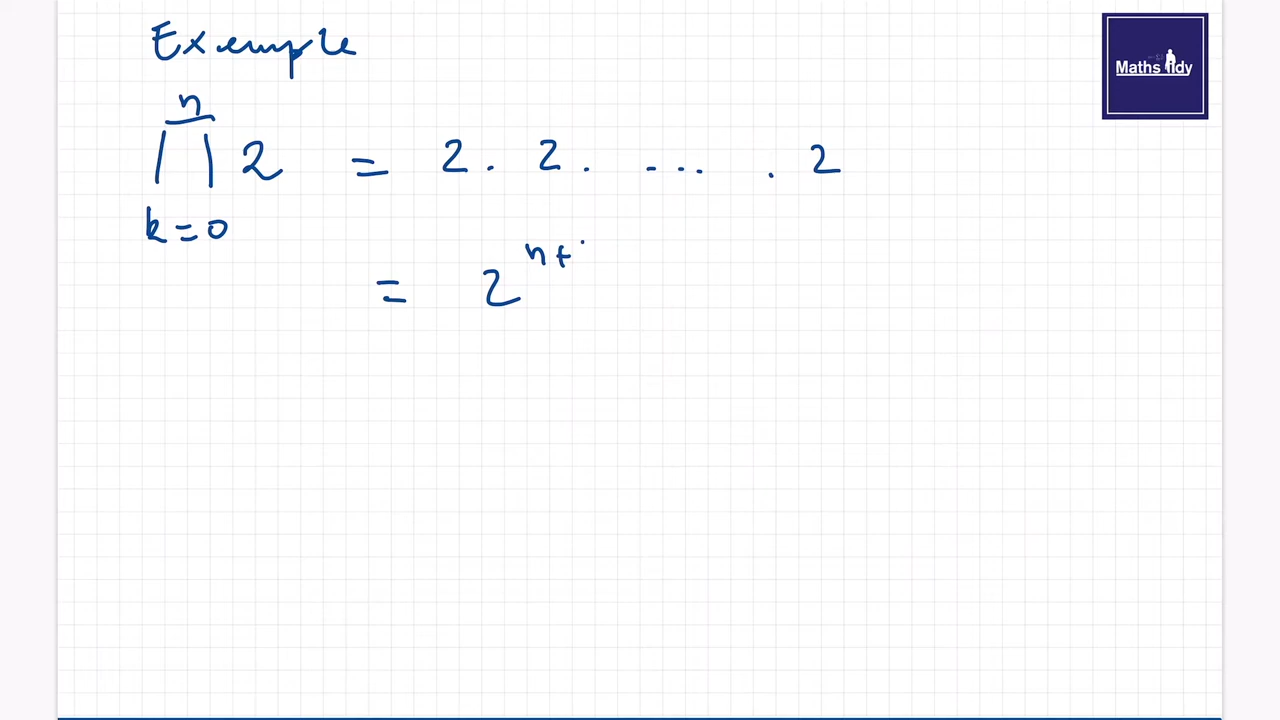 Exemple
n
∏ 2 = 2 . 2 . ... . 2
k = 0
= 2^{n+
Maths